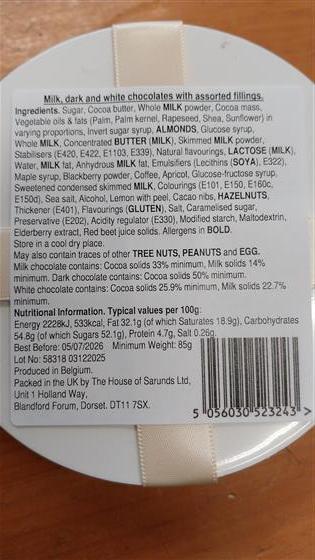 Milk, dark and white chocolates with assorted fillings.
Ingredients. Sugar, Cocoa butter, Whole MILK powder, Cocoa mass,
Vegetable oils & fats (Palm, Palm kernel, Rapeseed, Shea, Sunflower) in
varying proportions, Invert sugar syrup, ALMONDS, Glucose syrup,
Whole MILK, Concentrated BUTTER (MILK), Skimmed MILK powder,
Stabilisers (E420, E422, E1103, E339), Natural flavourings, LACTOSE (MILK),
Water, MILK fat, Anhydrous MILK fat, Emulsifiers (Lecithins (SOYA), E322),
Maple syrup, Blackberry powder, Coffee, Apricot, Glucose-fructose syrup,
Sweetened condensed skimmed MILK, Colourings (E101, E150, E160c,
E150d), Sea salt, Alcohol, Lemon with peel, Cacao nibs, HAZELNUTS,
Thickener (E401), Flavourings (GLUTEN), Salt, Caramelised sugar,
Preservative (E202), Acidity regulator (E330), Modified starch, Maltodextrin,
Elderberry extract, Red beet juice solids. Allergens in BOLD.
Store in a cool dry place.
May also contain traces of other TREE NUTS, PEANUTS and EGG.
Milk chocolate contains: Cocoa solids 33% minimum, Milk solids 14%
minimum. Dark chocolate contains: Cocoa solids 50% minimum.
White chocolate contains: Cocoa solids 25.9% minimum, Milk solids 22.7%
minimum.
Nutritional Information. Typical values per 100g:
Energy 2228kJ, 533kcal, Fat 32.1g (of which Saturates 18.9g), Carbohydrates
54.8g (of which Sugars 52.1g), Protein 4.7g, Salt 0.26g.
Best Before: 05/07/2026 Minimum Weight: 85g
Lot No: 58318 03122025
Produced in Belgium.
Packed in the UK by The House of Sarunds Ltd,
Unit 1 Holland Way,
Blandford Forum, Dorset. DT11 7SX.
5 056030 523243 >